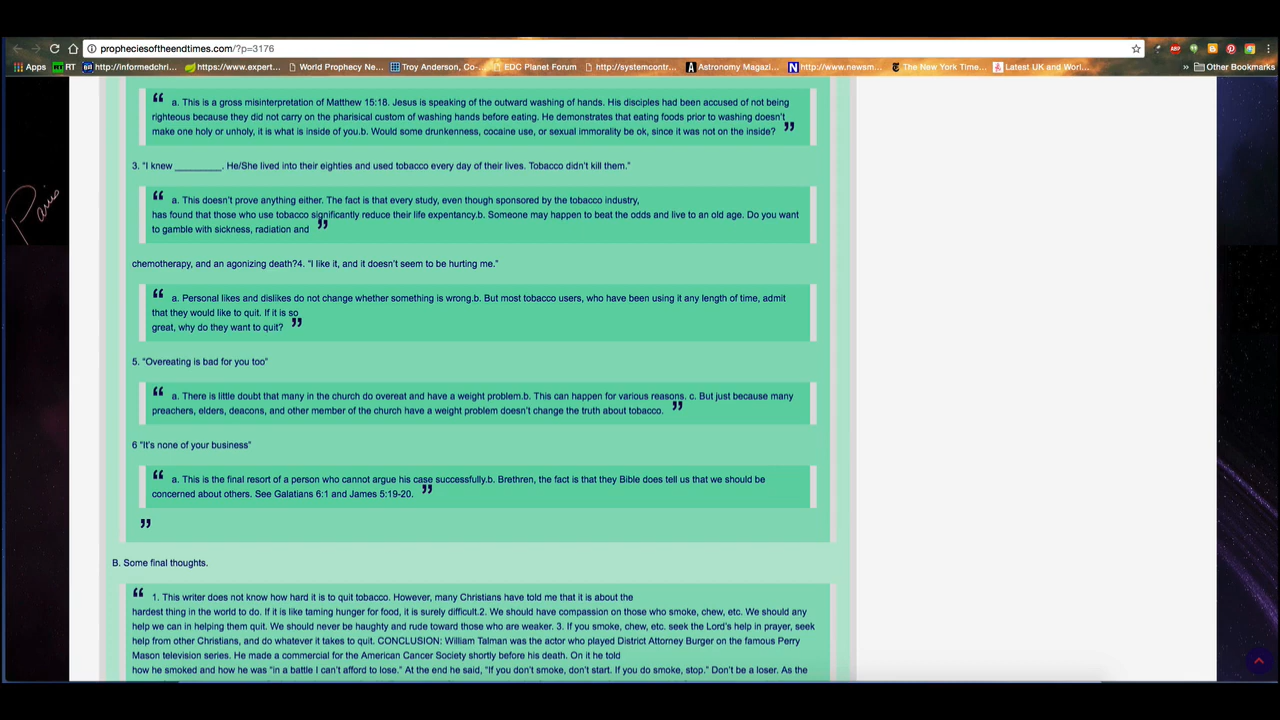 propheciesoftheendtimes.com/?p=3176
Apps RT http://informedchri... https://www.expert... World Prophecy Ne... Troy Anderson, Co-... EDC Planet Forum http://systemcontr... Astronomy Magazi... http://www.newsm... The New York Time... Latest UK and Worl... » Other Bookmarks
Paris
“ a. This is a gross misinterpretation of Matthew 15:18. Jesus is speaking of the outward washing of hands. His disciples had been accused of not being
righteous because they did not carry on the pharisical custom of washing hands before eating. He demonstrates that eating foods prior to washing doesn’t
make one holy or unholy, it is what is inside of you.b. Would some drunkenness, cocaine use, or sexual immorality be ok, since it was not on the inside? ”
3. “I knew _________. He/She lived into their eighties and used tobacco every day of their lives. Tobacco didn’t kill them.”
“ a. This doesn’t prove anything either. The fact is that every study, even though sponsored by the tobacco industry,
has found that those who use tobacco significantly reduce their life expentancy.b. Someone may happen to beat the odds and live to an old age. Do you want
to gamble with sickness, radiation and ”
chemotherapy, and an agonizing death?4. “I like it, and it doesn’t seem to be hurting me.”
“ a. Personal likes and dislikes do not change whether something is wrong.b. But most tobacco users, who have been using it any length of time, admit
that they would like to quit. If it is so
great, why do they want to quit? ”
5. “Overeating is bad for you too”
“ a. There is little doubt that many in the church do overeat and have a weight problem.b. This can happen for various reasons. c. But just because many
preachers, elders, deacons, and other member of the church have a weight problem doesn’t change the truth about tobacco. ”
6 “It’s none of your business”
“ a. This is the final resort of a person who cannot argue his case successfully.b. Brethren, the fact is that they Bible does tell us that we should be
concerned about others. See Galatians 6:1 and James 5:19-20. ”
”
B. Some final thoughts.
“ 1. This writer does not know how hard it is to quit tobacco. However, many Christians have told me that it is about the
hardest thing in the world to do. If it is like taming hunger for food, it is surely difficult.2. We should have compassion on those who smoke, chew, etc. We should any
help we can in helping them quit. We should never be haughty and rude toward those who are weaker. 3. If you smoke, chew, etc. seek the Lord’s help in prayer, seek
help from other Christians, and do whatever it takes to quit. CONCLUSION: William Talman was the actor who played District Attorney Burger on the famous Perry
Mason television series. He made a commercial for the American Cancer Society shortly before his death. On it he told
how he smoked and how he was “in a battle I can’t afford to lose.” At the end he said, “If you don’t smoke, don’t start. If you do smoke, stop.” Don’t be a loser. As the